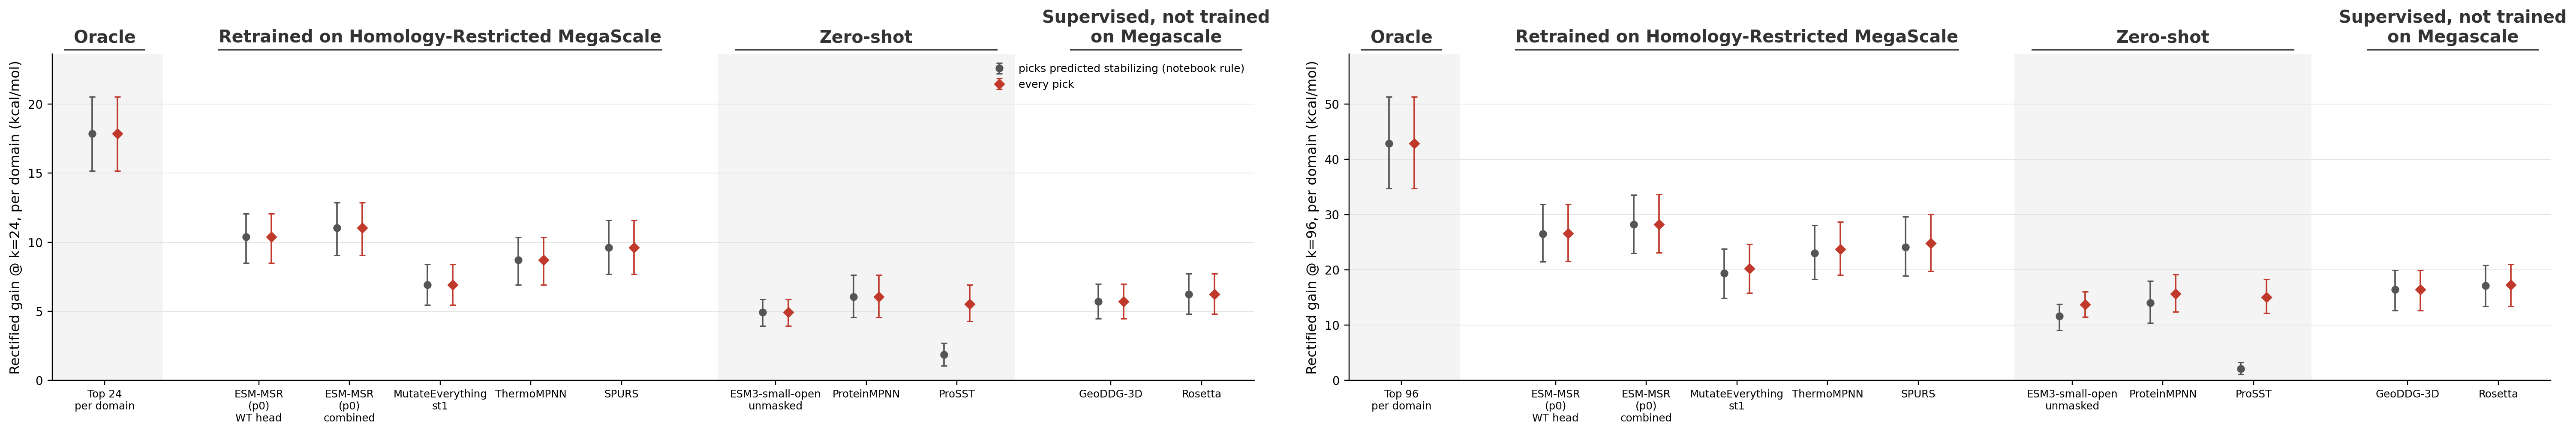 Oracle
Retrained on Homology-Restricted MegaScale
Zero-shot
Supervised, not trained
on Megascale
picks predicted stabilizing (notebook rule)
every pick
Rectified gain @ k=24, per domain (kcal/mol)
20
15
10
5
0
Top 24
per domain
ESM-MSR
(p0)
WT head
ESM-MSR
(p0)
combined
MutateEverything
st1
ThermoMPNN
SPURS
ESM3-small-open
unmasked
ProteinMPNN
ProSST
GeoDDG-3D
Rosetta
Oracle
Retrained on Homology-Restricted MegaScale
Zero-shot
Supervised, not trained
on Megascale
Rectified gain @ k=96, per domain (kcal/mol)
50
40
30
20
10
0
Top 96
per domain
ESM-MSR
(p0)
WT head
ESM-MSR
(p0)
combined
MutateEverything
st1
ThermoMPNN
SPURS
ESM3-small-open
unmasked
ProteinMPNN
ProSST
GeoDDG-3D
Rosetta